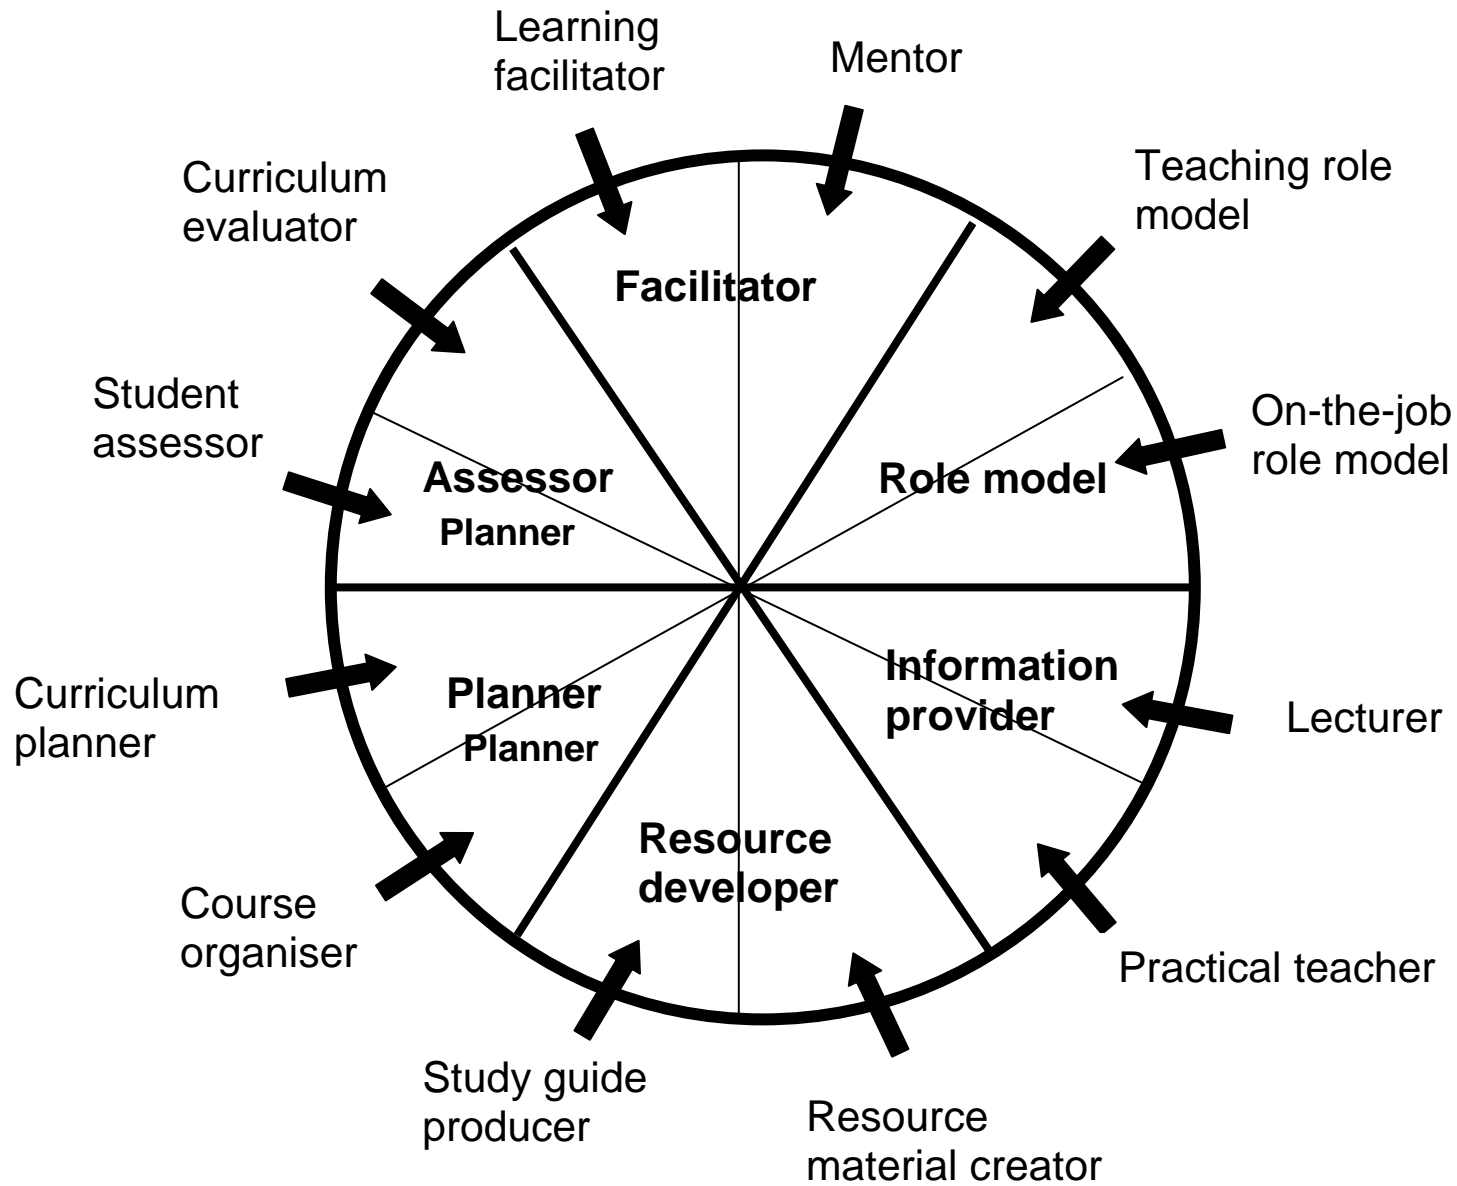 Learning
facilitator
Mentor
Teaching role
model
Curriculum
evaluator
Facilitator
Student
assessor
On-the-job
role model
Assessor
Planner
Role model
Curriculum
planner
Planner
Planner
Information
provider
Lecturer
Resource
developer
Course
organiser
Practical teacher
Study guide
producer
Resource
material creator